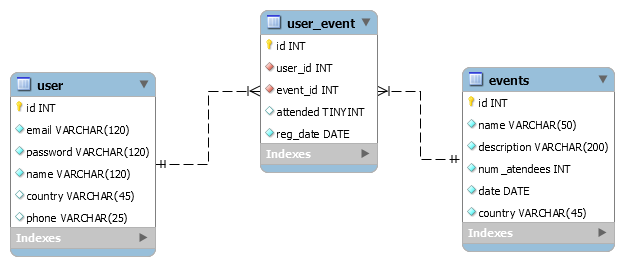 user
id INT
email VARCHAR(120)
password VARCHAR(120)
name VARCHAR(120)
country VARCHAR(45)
phone VARCHAR(25)
Indexes
user_event
id INT
user_id INT
event_id INT
attended TINYINT
reg_date DATE
Indexes
events
id INT
name VARCHAR(50)
description VARCHAR(200)
num _atendees INT
date DATE
country VARCHAR(45)
Indexes